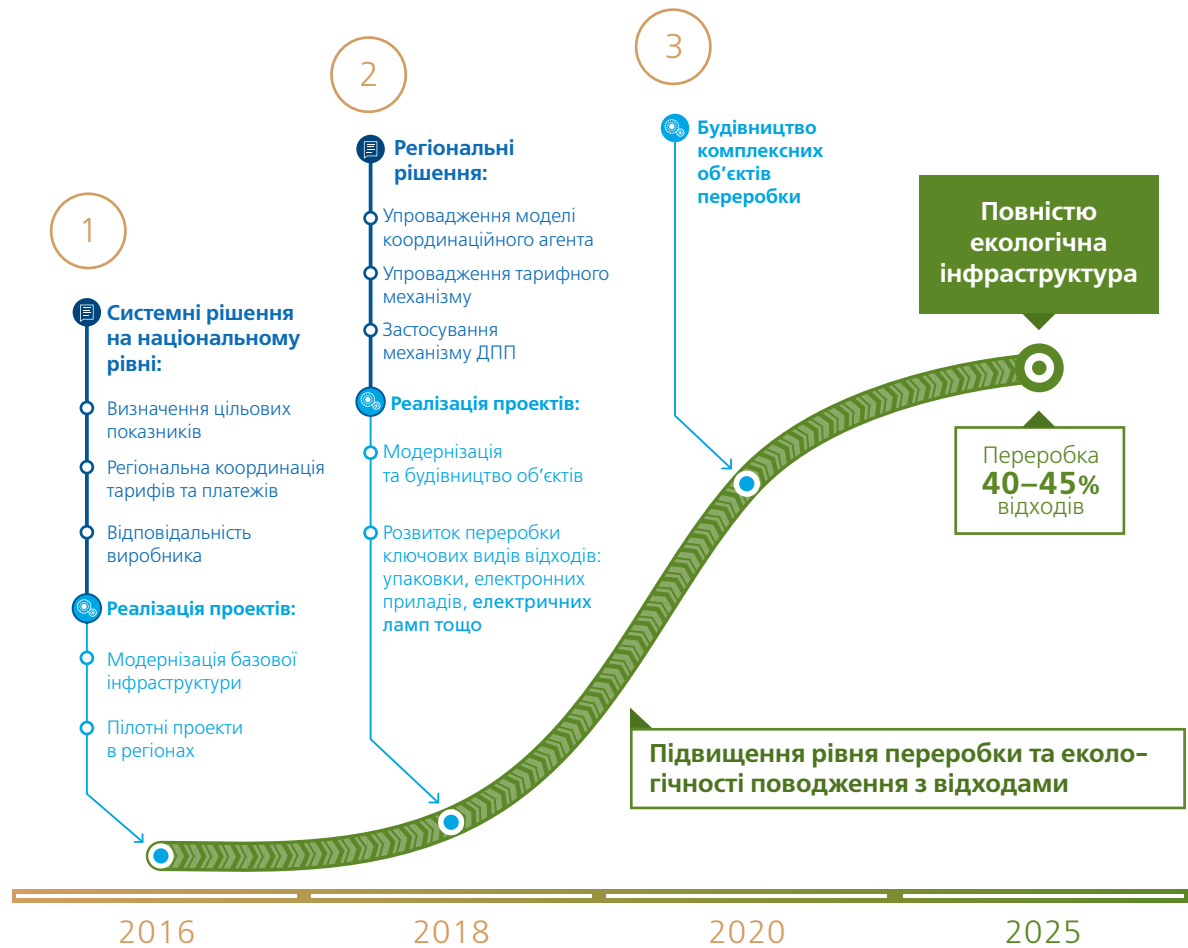 1
Системні рішення
на національному
рівні:
Визначення цільових
показників
Регіональна координація
тарифів та платежів
Відповідальність
виробника
Реалізація проектів:
Модернізація базової
інфраструктури
Пілотні проекти
в регіонах
2
Регіональні
рішення:
Упровадження моделі
координаційного агента
Упровадження тарифного
механізму
Застосування
механізму ДПП
Реалізація проектів:
Модернізація
та будівництво об’єктів
Розвиток переробки
ключових видів відходів:
упаковки, електронних
приладів, електричних
ламп тощо
3
Будівництво
комплексних
об’єктів
переробки
Повністю
екологічна
інфраструктура
Переробка
40–45%
відходів
Підвищення рівня переробки та еколо–
гічності поводження з відходами
2016
2018
2020
2025